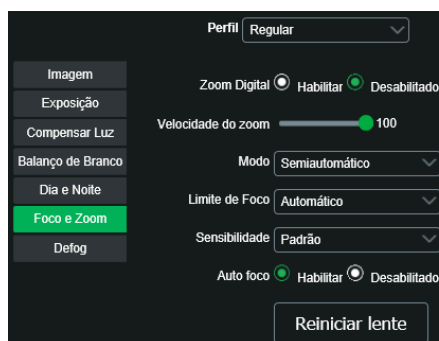 Perfil Regular
Imagem
Exposição
Compensar Luz
Balanço de Branco
Dia e Noite
Foco e Zoom
Defog
Zoom Digital Habilitar Desabilitado
Velocidade do zoom 100
Modo Semiautomático
Limite de Foco Automático
Sensibilidade Padrão
Auto foco Habilitar Desabilitado
Reiniciar lente